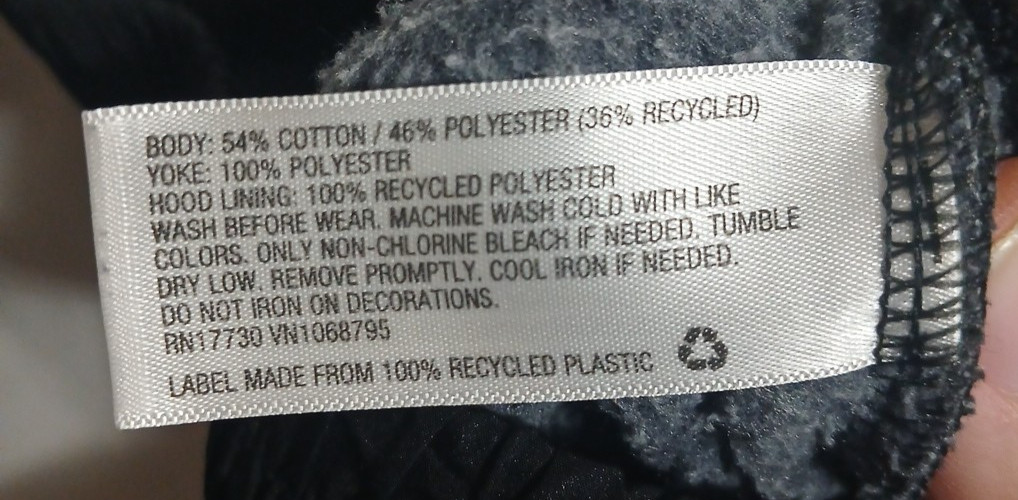 BODY: 54% COTTON / 46% POLYESTER (36% RECYCLED)
YOKE: 100% POLYESTER
HOOD LINING: 100% RECYCLED POLYESTER
WASH BEFORE WEAR. MACHINE WASH COLD WITH LIKE
COLORS. ONLY NON-CHLORINE BLEACH IF NEEDED. TUMBLE
DRY LOW. REMOVE PROMPTLY. COOL IRON IF NEEDED.
DO NOT IRON ON DECORATIONS.
RN17730 VN1068795
LABEL MADE FROM 100% RECYCLED PLASTIC